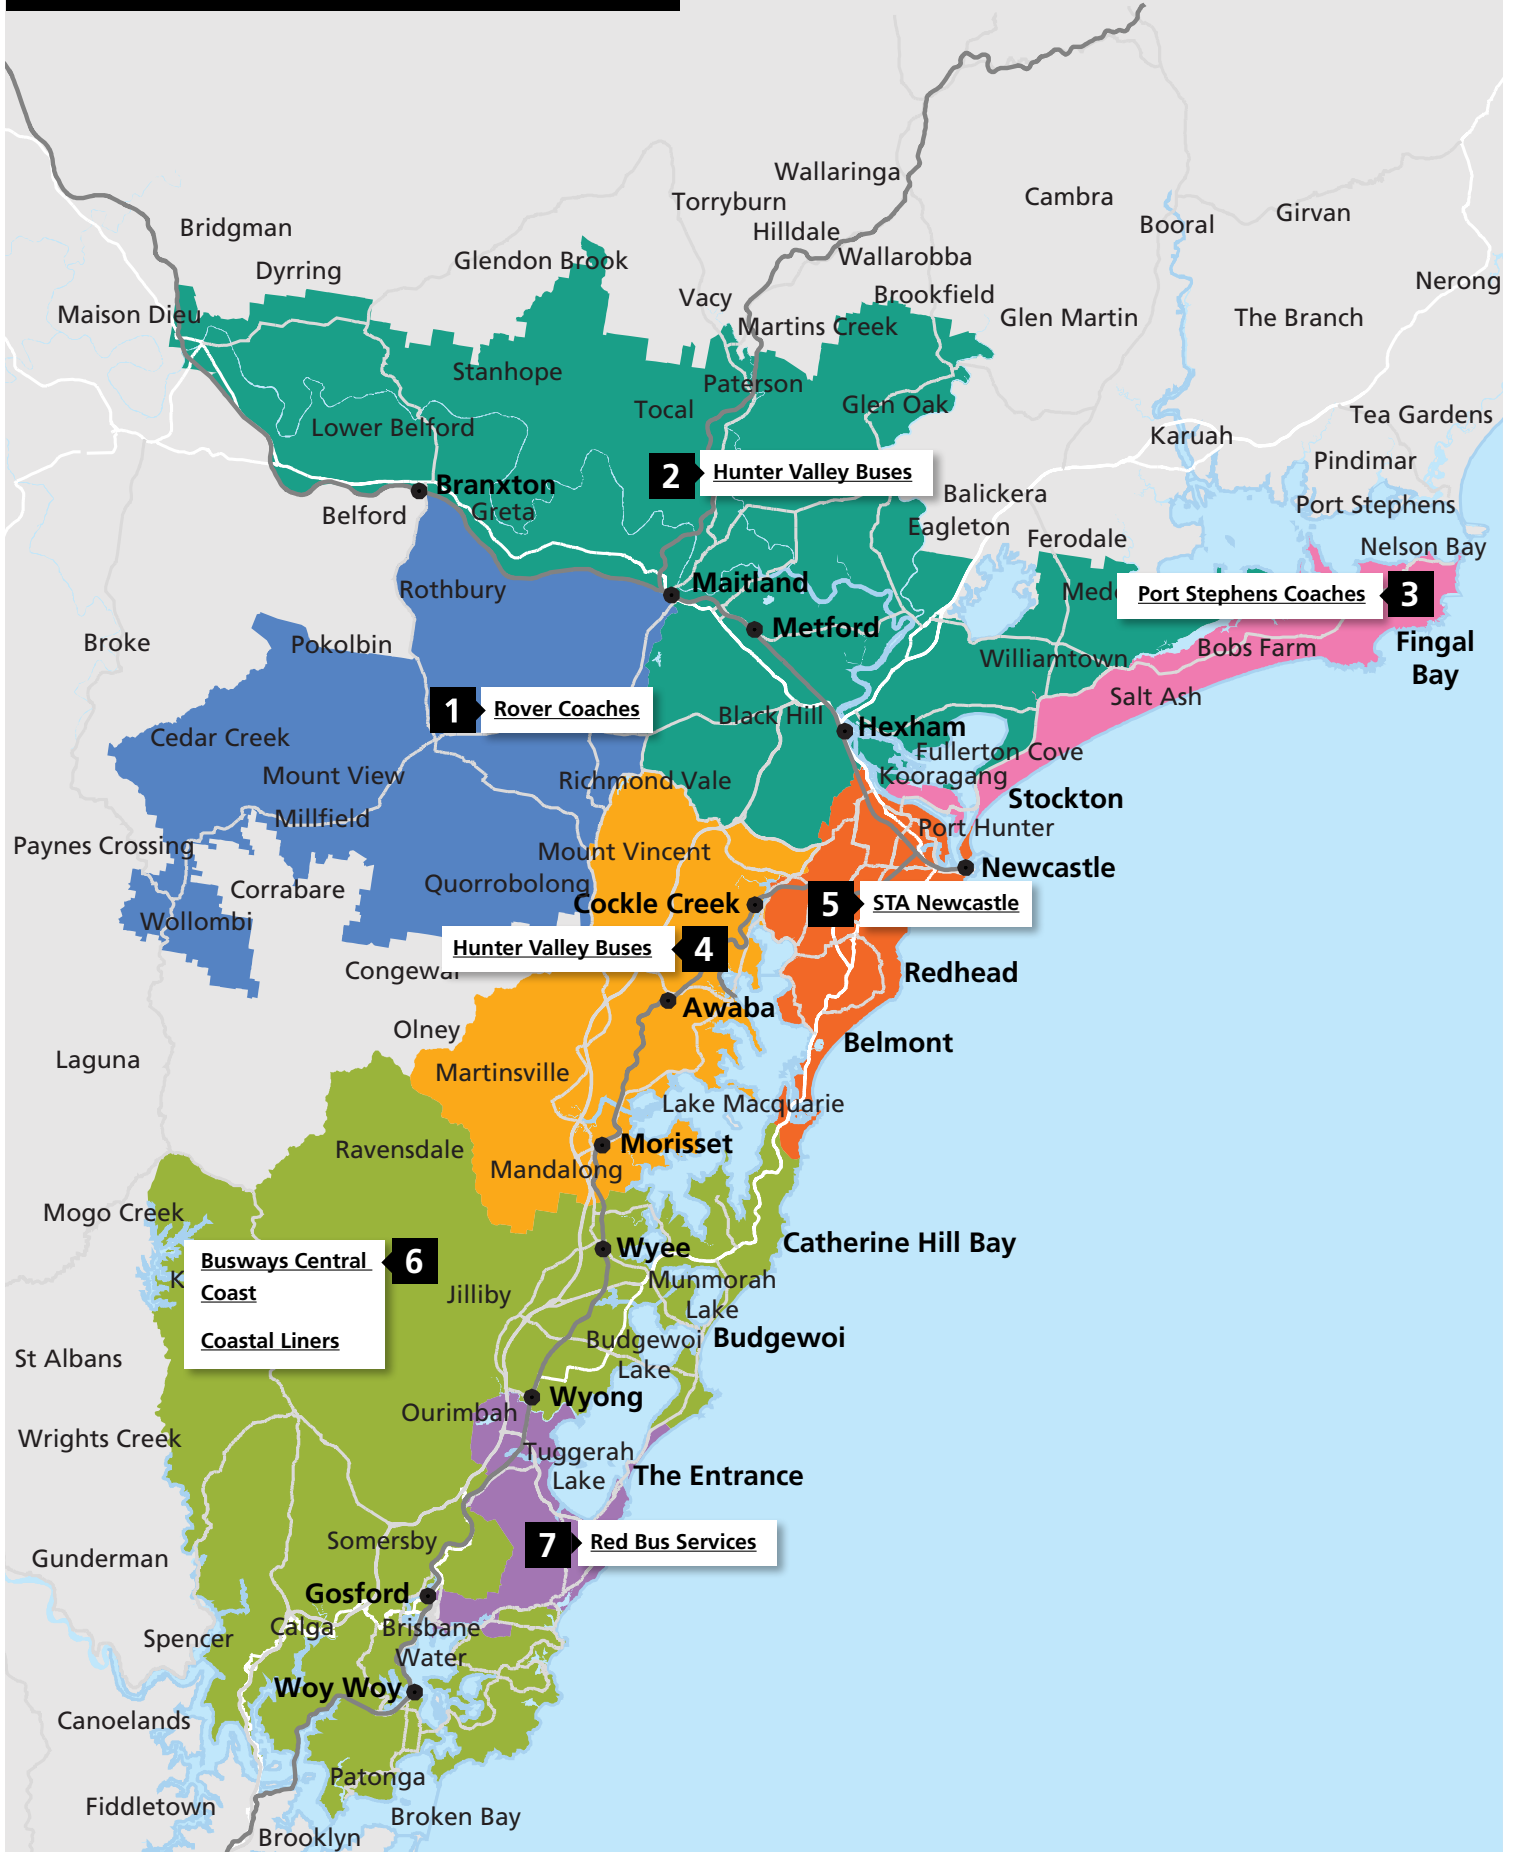 Wallaringa
Torryburn
Cambra
Girvan
Bridgman
Hilldale
Booral
Dyrring
Glendon Brook
Wallarobba
Nerong
Vacy
Brookfield
Maison Dieu
Martins Creek
Glen Martin
The Branch
Stanhope
Paterson
Tocal
Glen Oak
Tea Gardens
Lower Belford
Karuah
Pindimar
2
Hunter Valley Buses
Branxton
Balickera
Port Stephens
Belford
Greta
Eagleton
Ferodale
Nelson Bay
Rothbury
Maitland
Port Stephens Coaches
3
Metford
Broke
Pokolbin
Williamtown
Bobs Farm
Fingal
Bay
1
Rover Coaches
Black Hill
Salt Ash
Hexham
Cedar Creek
Fullerton Cove
Mount View
Richmond Vale
Kooragang
Stockton
Millfield
Port Hunter
Paynes Crossing
Mount Vincent
Newcastle
Corrabare
Quorrobolong
Cockle Creek
5
STA Newcastle
Wollombi
Hunter Valley Buses
4
Congewai
Redhead
Awaba
Olney
Belmont
Laguna
Martinsville
Lake Macquarie
Ravensdale
Morisset
Mandalong
Mogo Creek
Busways Central
Coast
Coastal Liners
6
Wyee
Catherine Hill Bay
K
Jilliby
Munmorah
Lake
Budgewoi
Lake
Budgewoi
St Albans
Wyong
Ourimbah
Wrights Creek
Tuggerah
Lake
The Entrance
Somersby
7
Red Bus Services
Gunderman
Gosford
Calga
Brisbane
Water
Spencer
Woy Woy
Canoelands
Patonga
Fiddletown
Broken Bay
Brooklyn